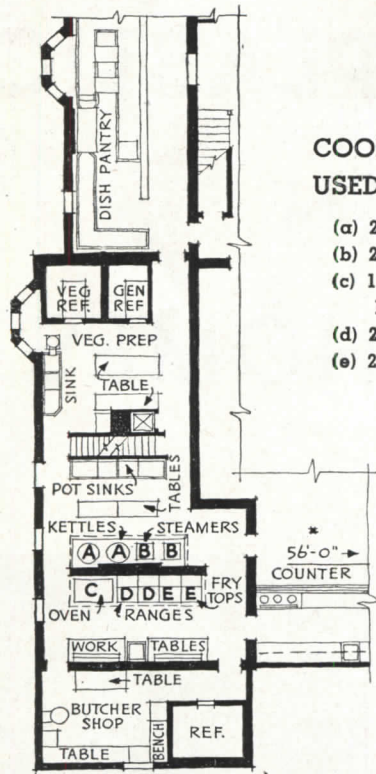 DISH PANTRY
COO
USED
(a) 2
(b) 2
(c) 1
(d) 2
(e) 2
VEG. REF.
GEN REF
VEG. PREP
SINK
TABLE
POT SINKS
TABLES
KETTLES
STEAMERS
A A B B
56'-0"
COUNTER
C D D E E
FRY TOPS
OVEN
RANGES
WORK TABLES
TABLE
BUTCHER SHOP
BENCH
REF.
TABLE